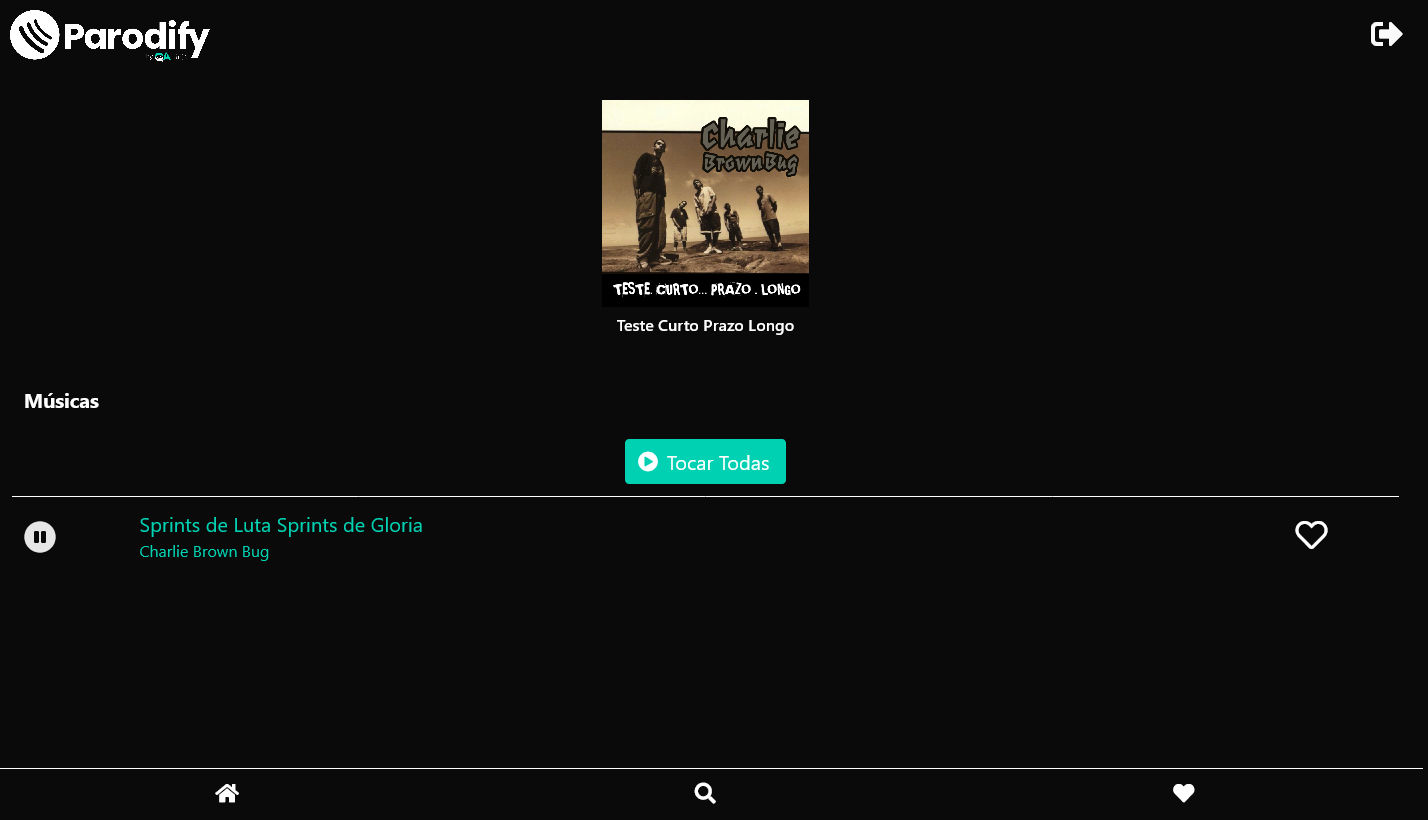 Parodify
Charlie
Brown Bug
TESTE. CURTO... PRAZO . LONGO
Teste Curto Prazo Longo
Músicas
Tocar Todas
Sprints de Luta Sprints de Gloria
Charlie Brown Bug